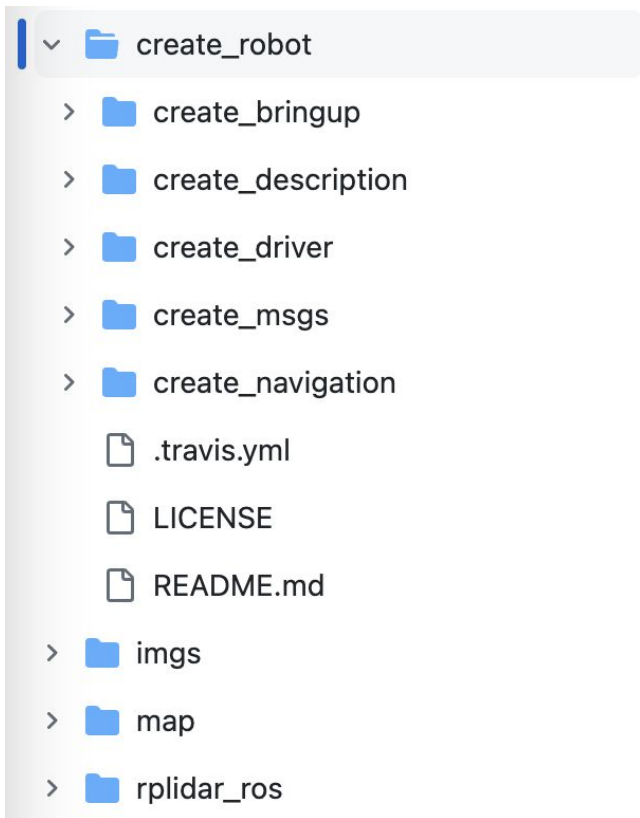 create_robot
create_bringup
create_description
create_driver
create_msgs
create_navigation
.travis.yml
LICENSE
README.md
imgs
map
rplidar_ros